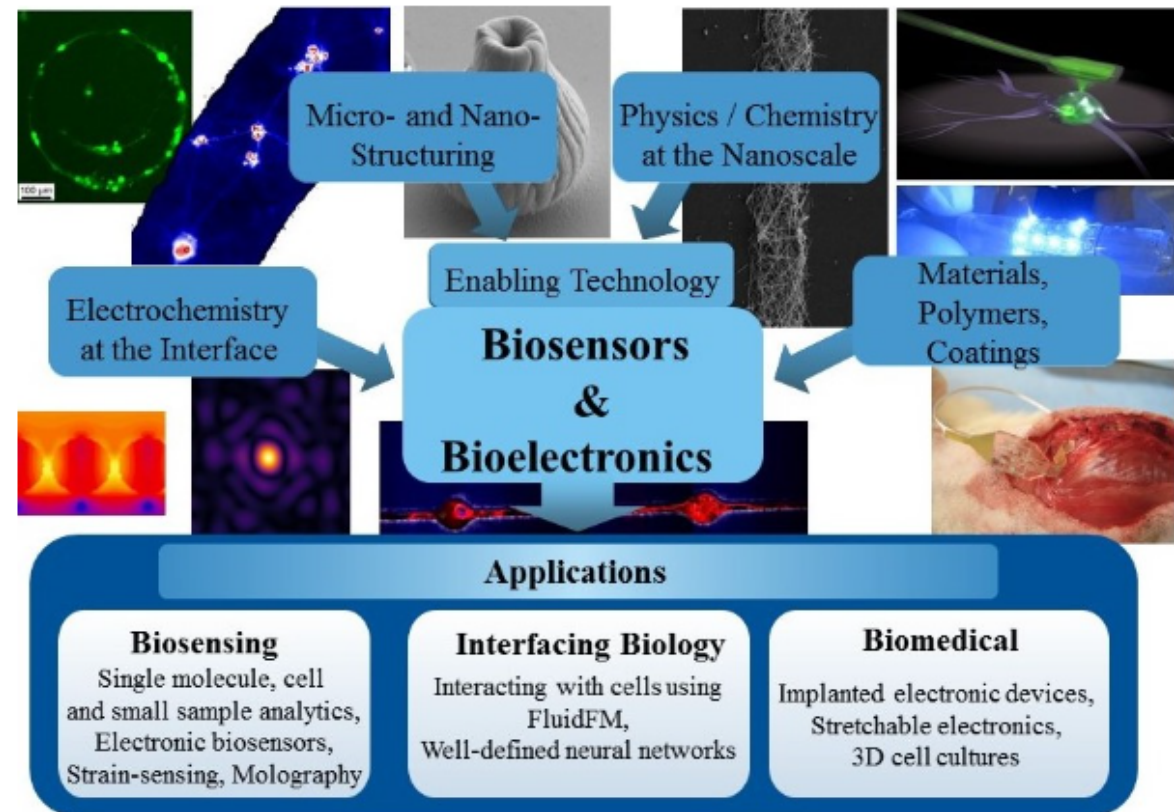 100 µm
Micro- and Nano-
Structuring
Physics / Chemistry
at the Nanoscale
Electrochemistry
at the Interface
Enabling Technology
Materials,
Polymers,
Coatings
Biosensors
&
Bioelectronics
Applications
Biosensing
Single molecule, cell
and small sample analytics,
Electronic biosensors,
Strain-sensing, Molography
Interfacing Biology
Interacting with cells using
FluidFM,
Well-defined neural networks
Biomedical
Implanted electronic devices,
Stretchable electronics,
3D cell cultures